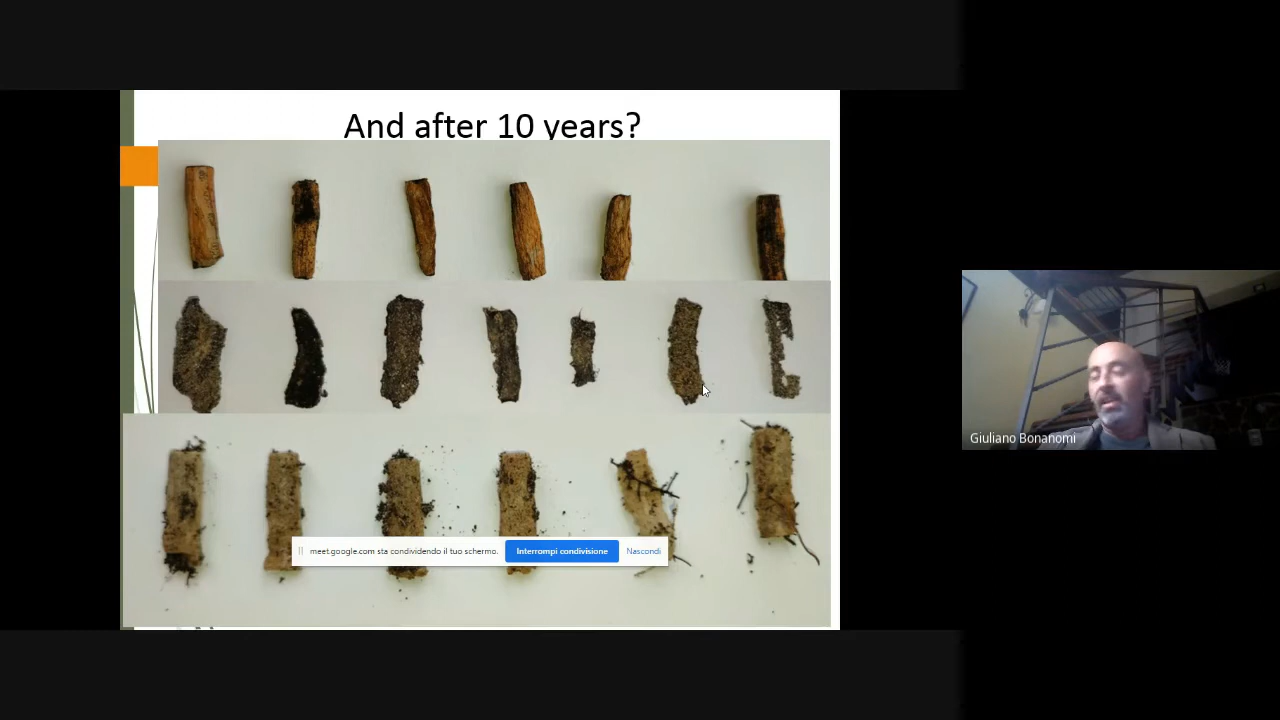 And after 10 years?
meet.google.com sta condividendo il tuo schermo. Interrompi condivisione Nascondi
Giuliano Bonanomi